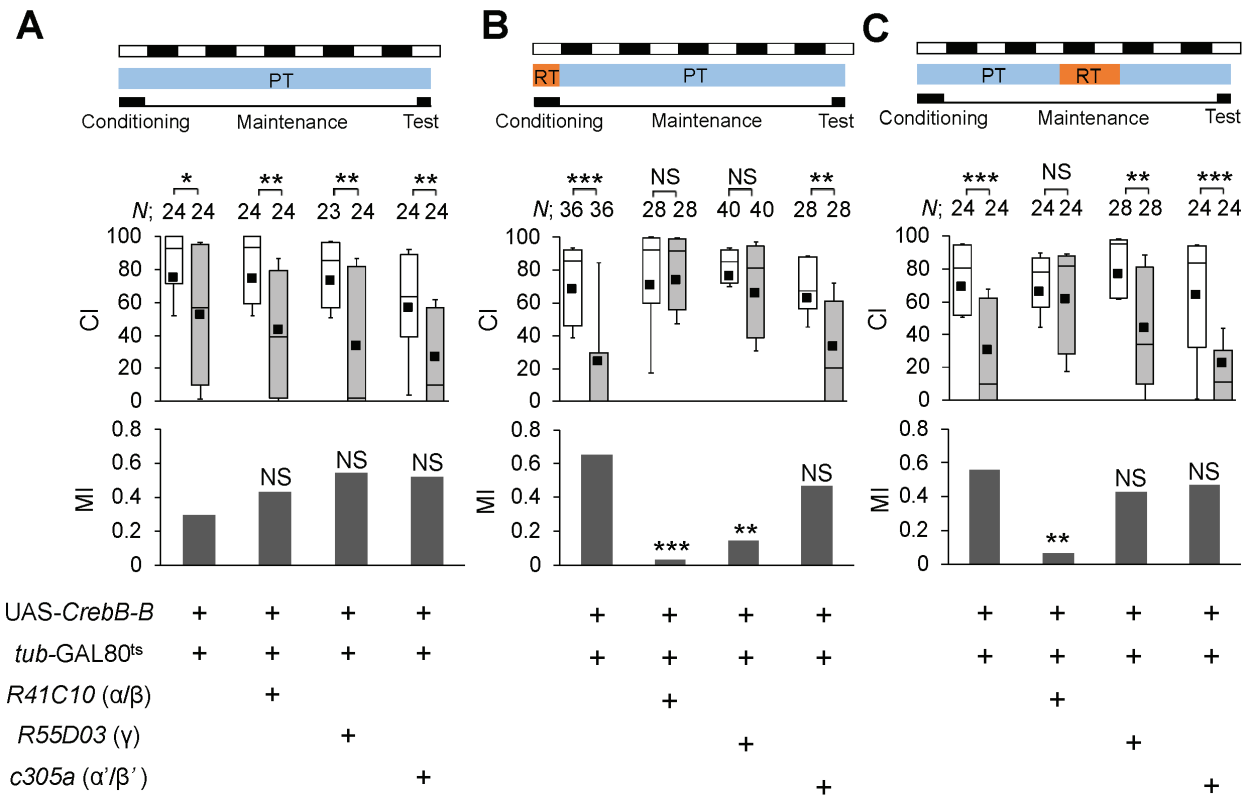 A
B
C
PT
RT
PT
PT
RT
Conditioning
Maintenance
Test
Conditioning
Maintenance
Test
Conditioning
Maintenance
Test
* ** ** **
N; 24 24 24 24 23 24 24 24
*** NS NS **
N; 36 36 28 28 40 40 28 28
*** NS ** ***
N; 24 24 24 24 28 28 24 24
CI
100
80
60
40
20
0
CI
100
80
60
40
20
0
CI
100
80
60
40
20
0
MI
0.8
0.6
0.4
0.2
0
NS NS NS
MI
0.8
0.6
0.4
0.2
0
*** ** NS
MI
0.8
0.6
0.4
0.2
0
** NS NS
UAS-CrebB-B + + + + + + + + + + + +
tub-GAL80ts + + + + + + + + + + + +
R41C10 (α/β) + + +
R55D03 (γ) + + +
c305a (α’/β′) + + +